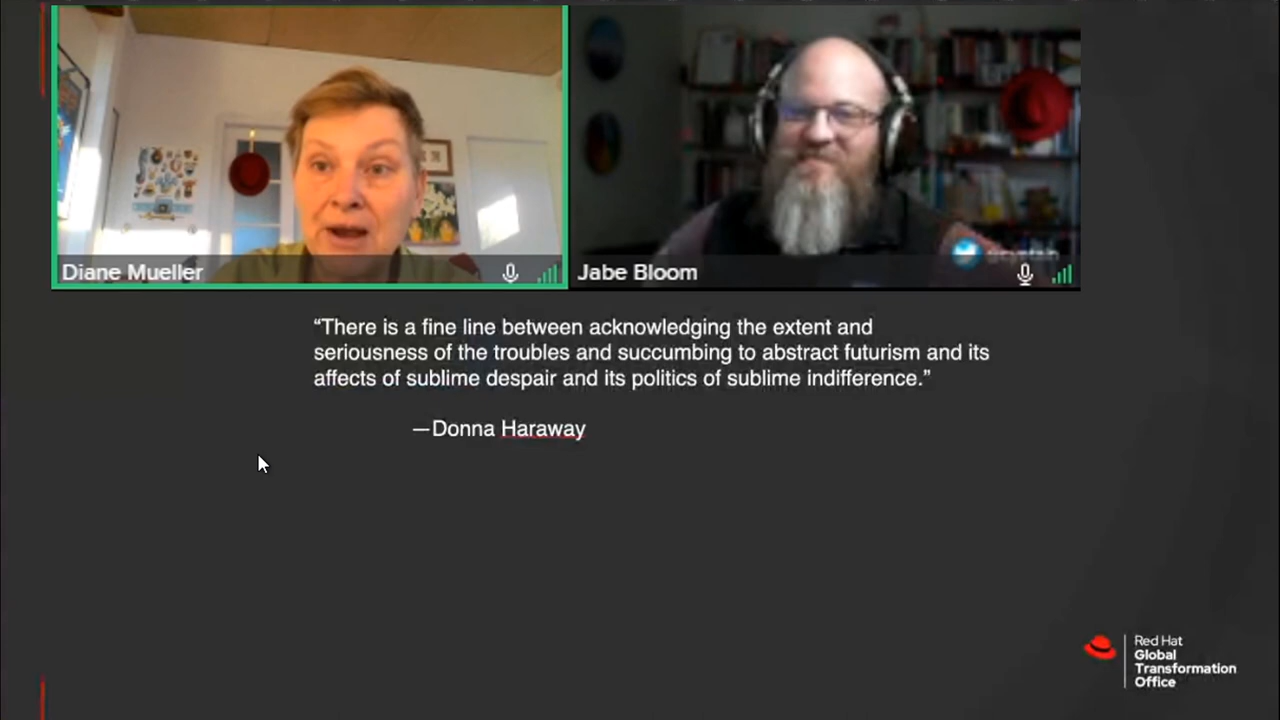 Diane Mueller
Jabe Bloom
“There is a fine line between acknowledging the extent and
seriousness of the troubles and succumbing to abstract futurism and its
affects of sublime despair and its politics of sublime indifference.”
—Donna Haraway
Red Hat
Global
Transformation
Office